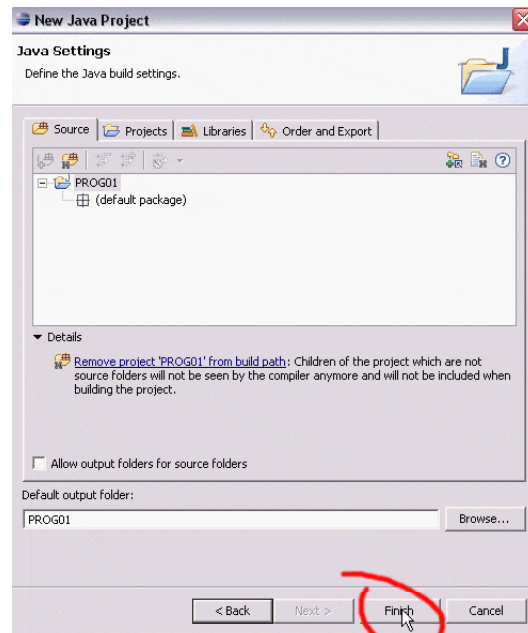 New Java Project
Java Settings
Define the Java build settings.
Source
Projects
Libraries
Order and Export
PROG01
(default package)
Details
Remove project 'PROG01' from build path: Children of the project which are not
source folders will not be seen by the compiler anymore and will not be included when
building the project.
Allow output folders for source folders
Default output folder:
PROG01
Browse...
< Back
Next >
Finish
Cancel